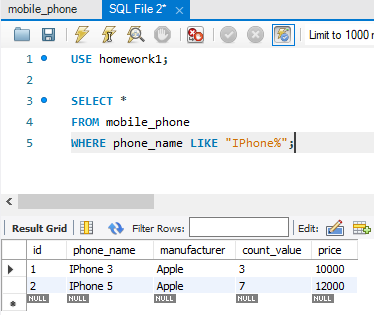 mobile_phone SQL File 2*
Limit to 1000 r
1 USE homework1;
2
3 SELECT *
4 FROM mobile_phone
5 WHERE phone_name LIKE "IPhone%";
Result Grid Filter Rows: Edit:
id phone_name manufacturer count_value price
1 IPhone 3 Apple 3 10000
2 IPhone 5 Apple 7 12000
NULL NULL NULL NULL NULL